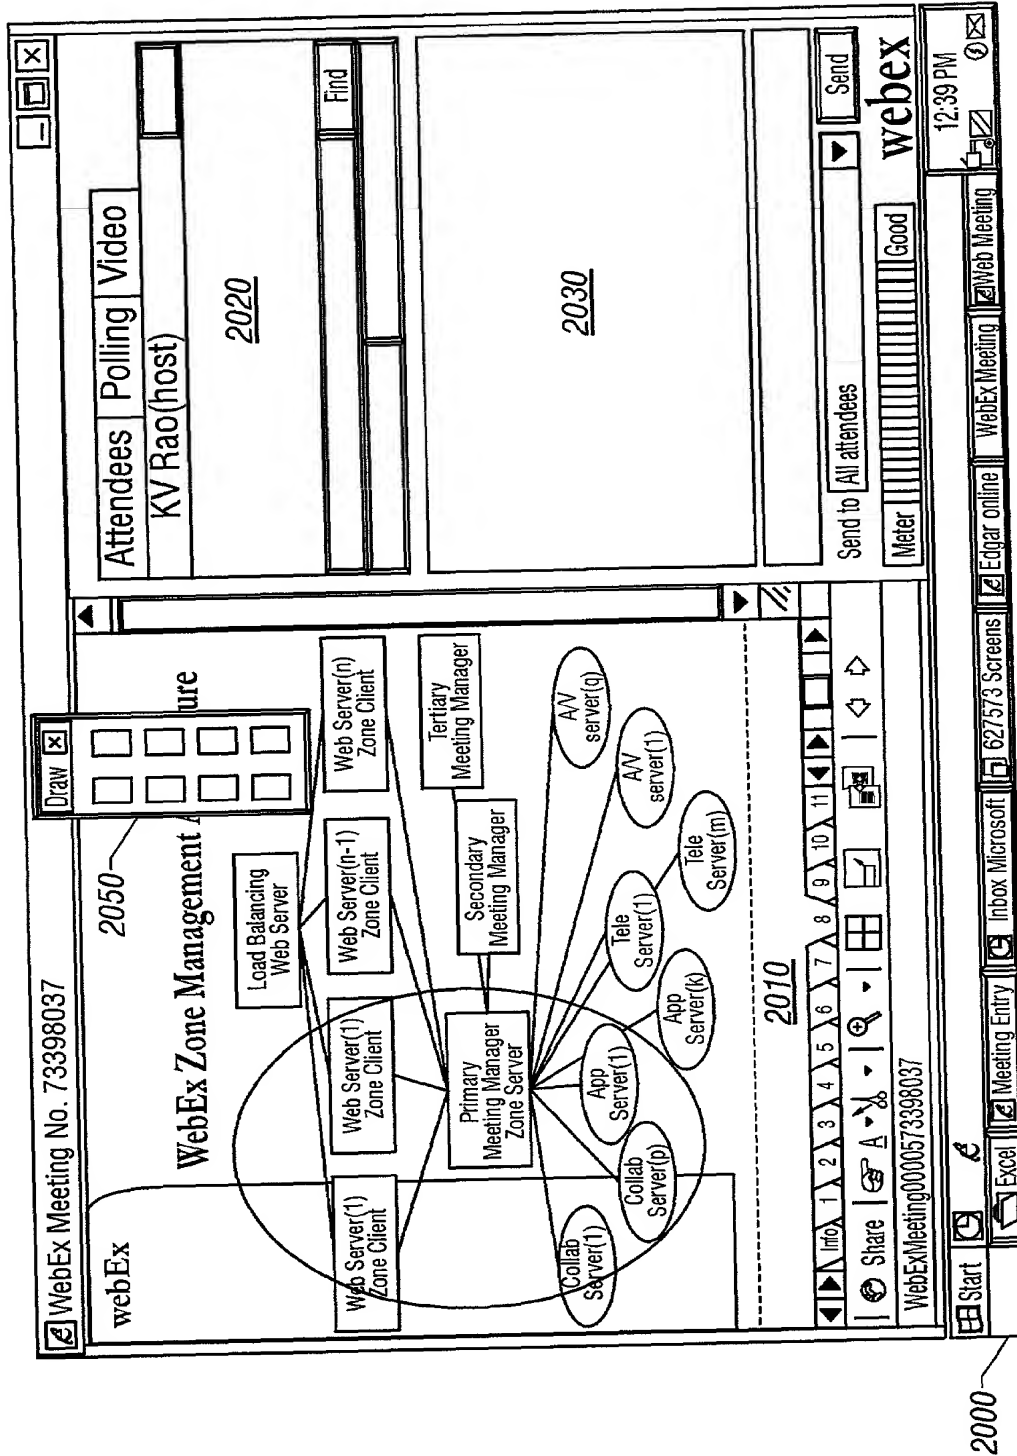 WebEx Meeting No. 73398037
webEx
WebEx Zone Management A
ure
Draw
2050
Load Balancing
Web Server
Web Server(1)
Zone Client
Web Server(1)
Zone Client
Web Server(n-1)
Zone Client
Web Server(n)
Zone Client
Primary
Meeting Manager
Zone Server
Secondary
Meeting Manager
Tertiary
Meeting Manager
Collab
Server(1)
Collab
Server(p)
App
Server(1)
App
Server(k)
Tele
Server(1)
Tele
Server(m)
A/V
server(1)
A/V
server(q)
2010
Info 1 2 3 4 5 6 7 8 9 10 11
Share A
WebExMeeting0000573398037
Attendees Polling Video
KV Rao(host)
2020
Find
2030
Send to All attendees Send
Meter Good webex
Start
12:39 PM
Excel Meeting Entry Inbox Microsoft 627573 Screens Edgar online WebEx Meeting Web Meeting
2000